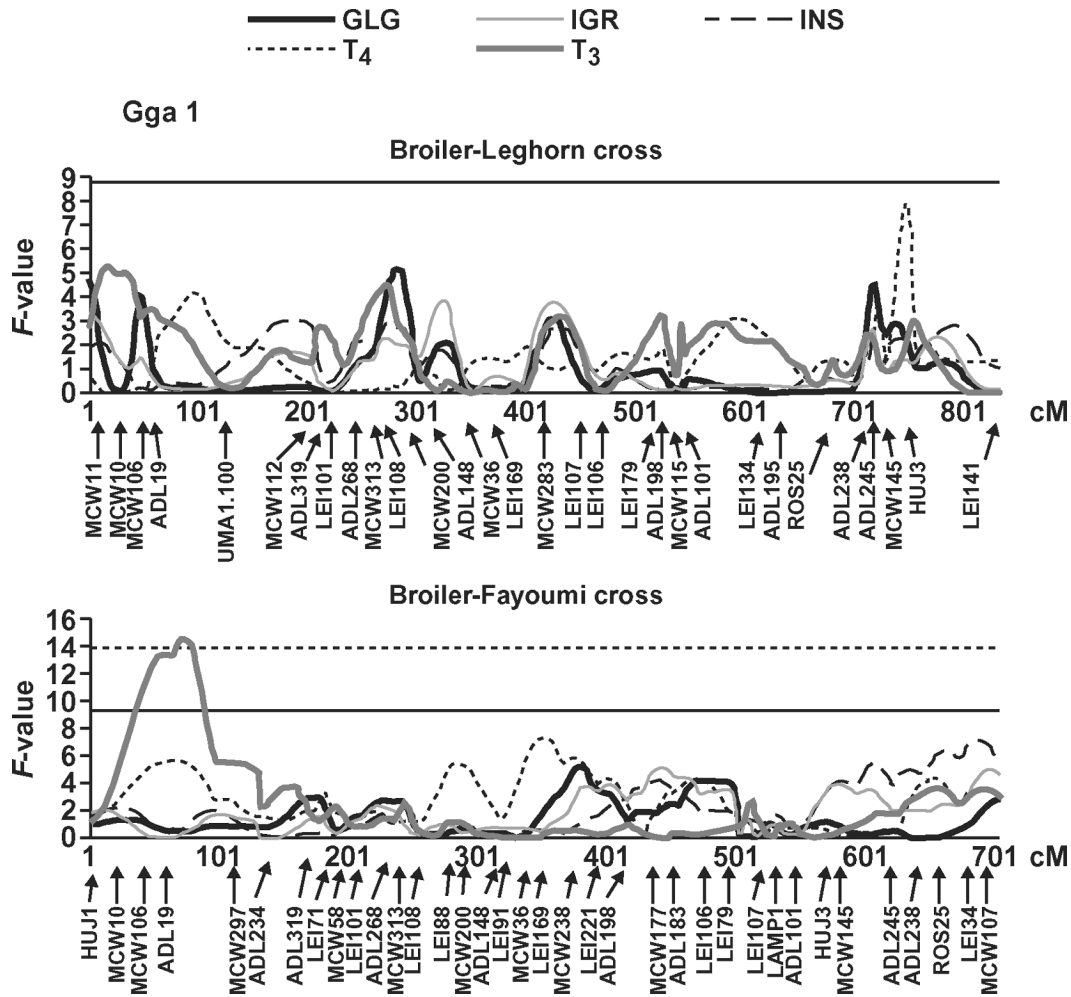 GLG IGR INS
T4 T3
Gga 1
Broiler-Leghorn cross
F-value
9
8
7
6
5
4
3
2
1
0
1 101 201 301 401 501 601 701 801 cM
MCW11
MCW10
MCW106
ADL19
UMA1.100
MCW112
ADL319
LEI101
ADL268
MCW313
LEI108
MCW200
ADL148
MCW36
LEI169
MCW283
LEI107
LEI106
LEI179
ADL198
MCW115
ADL101
LEI134
ADL195
ROS25
ADL238
ADL245
MCW145
HUJ3
LEI141
Broiler-Fayoumi cross
F-value
16
14
12
10
8
6
4
2
0
1 101 201 301 401 501 601 701 cM
HUJ1
MCW10
MCW106
ADL19
MCW297
ADL234
ADL319
LEI71
MCW58
LEI101
ADL268
MCW313
LEI108
LEI88
MCW200
ADL148
LEI91
MCW36
LEI169
MCW238
LEI221
ADL198
MCW177
ADL183
LEI106
LEI79
LEI107
LAMP1
ADL101
HUJ3
MCW145
ADL245
ADL238
ROS25
LEI34
MCW107